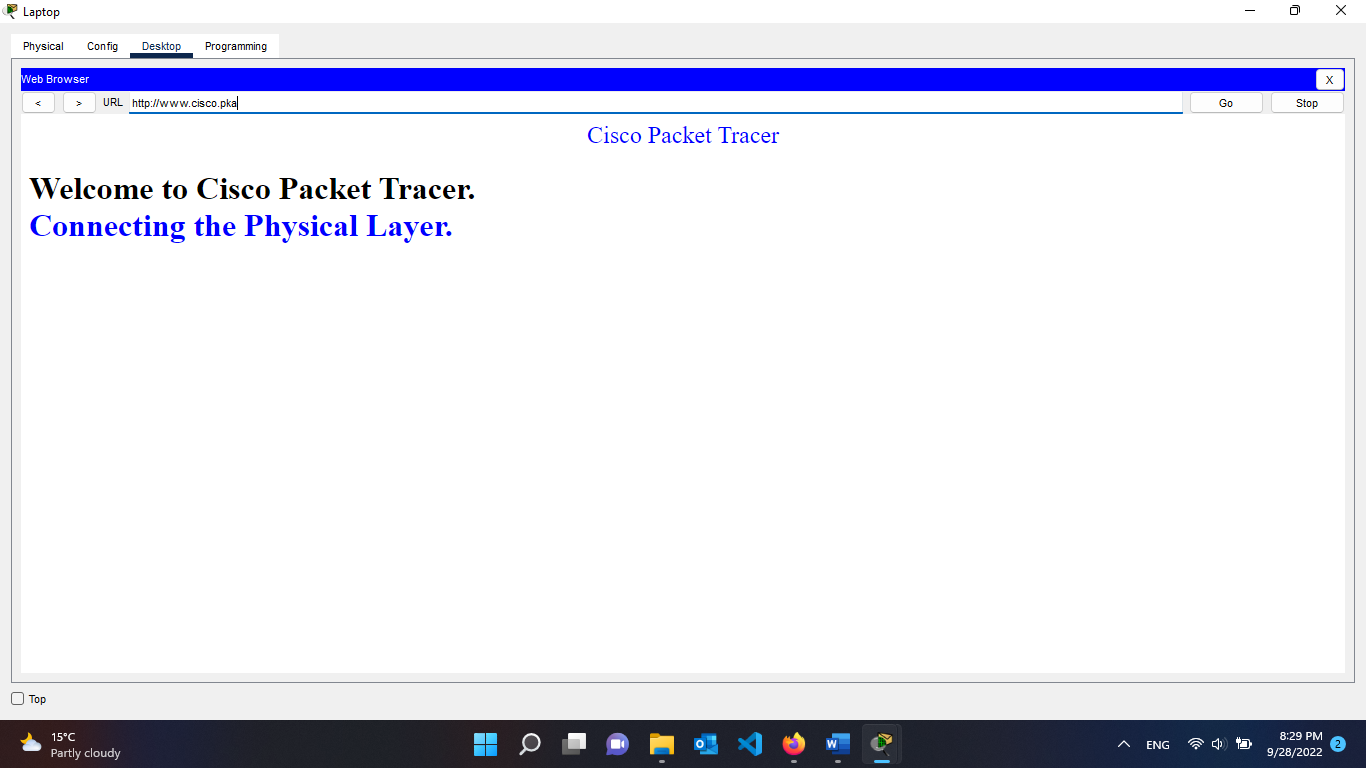 Laptop
Physical Config Desktop Programming
Web Browser X
< > URL http://www.cisco.pka Go Stop
Cisco Packet Tracer
Welcome to Cisco Packet Tracer.
Connecting the Physical Layer.
Top
15°C
Partly cloudy
ENG
8:29 PM
9/28/2022
2